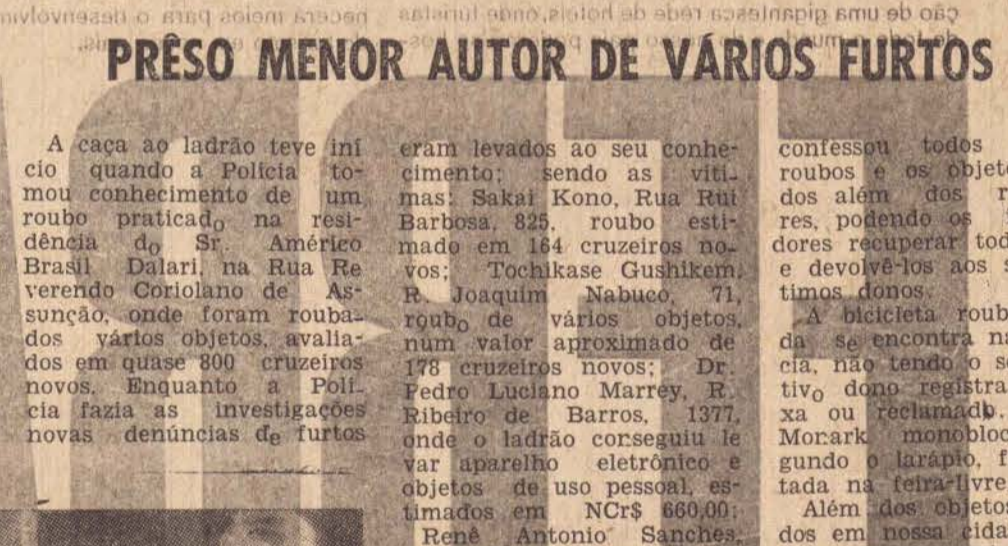 PRÊSO MENOR AUTOR DE VÁRIOS FURTOS
A caça ao ladrão teve iní
cio quando a Polícia to-
mou conhecimento de um
roubo praticado na resi-
dência do Sr. Américo
Brasil Dalari, na Rua Re
verendo Coriolano de As-
sunção, onde foram rouba-
dos vários objetos, avalia-
dos em quase 800 cruzeiros
novos. Enquanto a Polí-
cia fazia as investigações
novas denúncias de furtos
eram levados ao seu conhe-
cimento; sendo as víti-
mas: Sakai Kono, Rua Rui
Barbosa, 825, roubo esti-
mado em 164 cruzeiros no-
vos; Tochikase Gushikem,
R. Joaquim Nabuco, 71,
roubo de vários objetos,
num valor aproximado de
178 cruzeiros novos; Dr.
Pedro Luciano Marrey, R.
Ribeiro de Barros, 1377,
onde o ladrão conseguiu le
var aparelho eletrônico e
objetos de uso pessoal, es-
timados em NCr$ 660,00;
Renê Antonio Sanches,
confessou todos
roubos e os objeto
dos além dos
res, podendo os
dores recuperar tod
e devolvê-los aos s
timos donos.
A bicicleta roub
da se encontra na
cia, não tendo o se
tivo dono registra
xa ou reclamado.
Monark monobloc
gundo o larápio, f
tada na feira-livre
Além dos objetos
dos em nossa cida